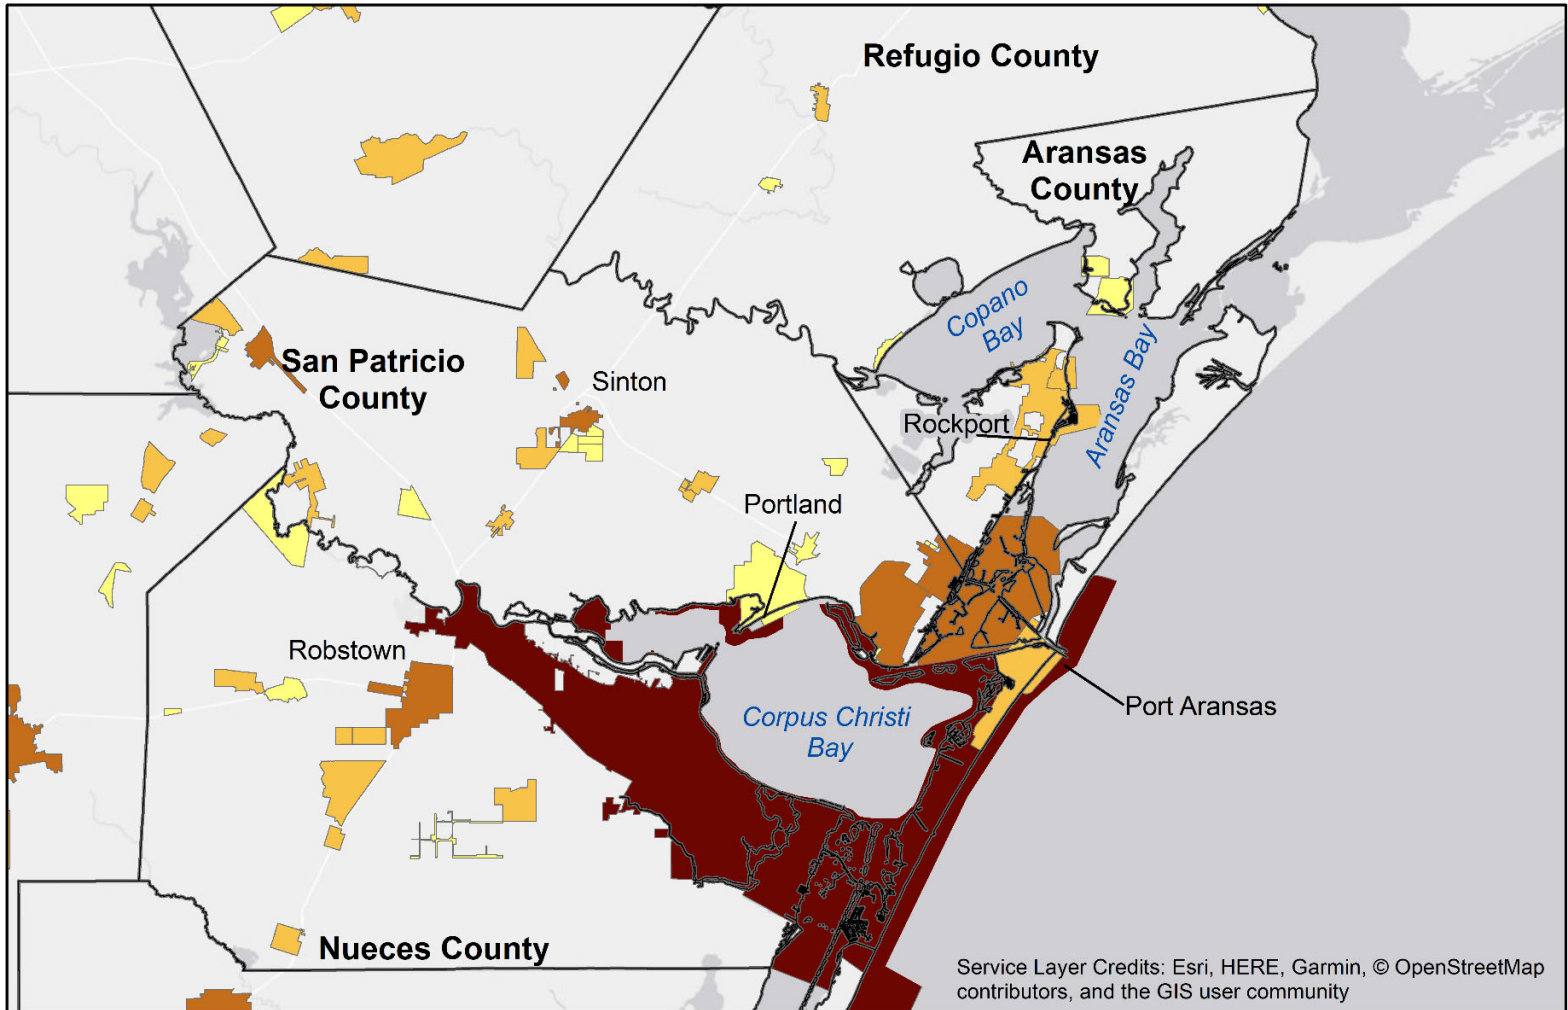 Refugio County
Aransas
County
Copano
Bay
Aransas Bay
San Patricio
County
Sinton
Rockport
Portland
Robstown
Corpus Christi
Bay
Port Aransas
Nueces County
Service Layer Credits: Esri, HERE, Garmin, © OpenStreetMap
contributors, and the GIS user community